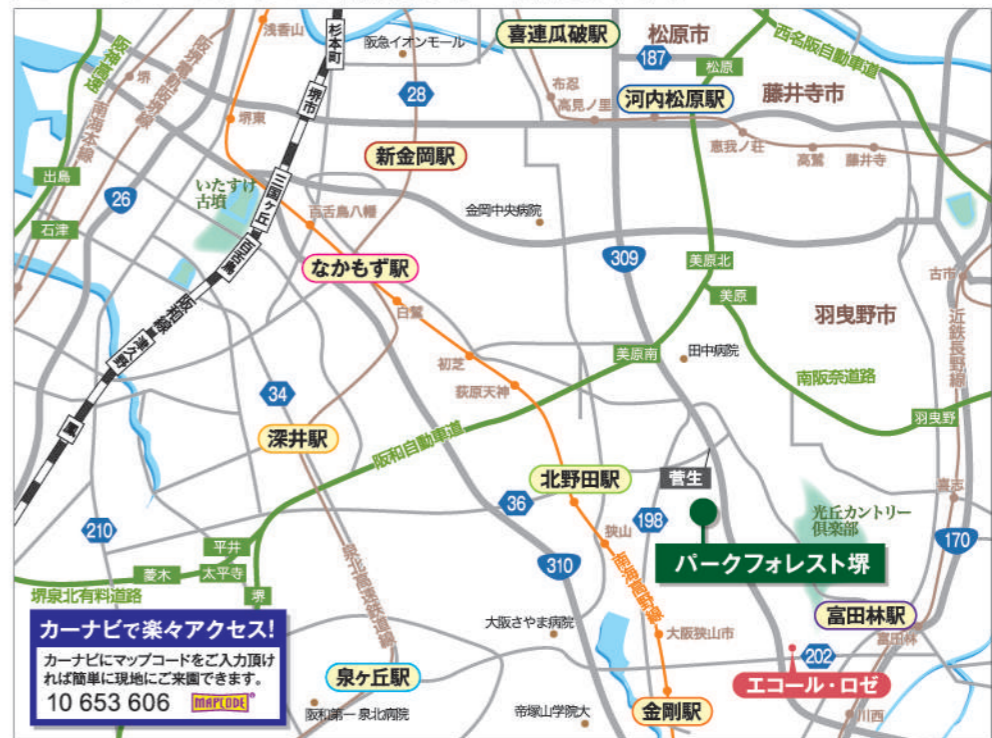 浅香山
杉本町
阪急イオンモール
喜連瓜破駅
松原市
187
松原
西名阪自動車道
阪神高速
阪堺電軌阪堺線
堺
南海本線
堺市
28
布忍
高見ノ里
河内松原駅
藤井寺市
堺東
新金岡駅
恵我ノ荘
高鷲
藤井寺
出島
26
いたすけ
古墳
三国ヶ丘
百舌鳥八幡
金岡中央病院
石津
百舌鳥
309
なかもず駅
美原北
古市
阪和線
白鷺
美原
羽曳野市
近鉄長野線
津久野
初芝
美原南
田中病院
萩原天神
南阪奈道路
34
羽曳野
鳳
深井駅
阪和自動車道
北野田駅
菅生
喜志
36
198
光丘カントリー
倶楽部
210
狭山
170
平井
パークフォレスト堺
菱木
太平寺
310
堺泉北有料道路
堺
泉北高速鉄道線
南海高野線
富田林駅
カーナビで楽々アクセス!
カーナビにマップコードをご入力頂け
れば簡単に現地にご来園できます。
10 653 606 MAPCODE®
大阪さやま病院
大阪狭山市
富田林
202
泉ヶ丘駅
エコール・ロゼ
阪和第一泉北病院
帝塚山学院大
金剛駅
川西